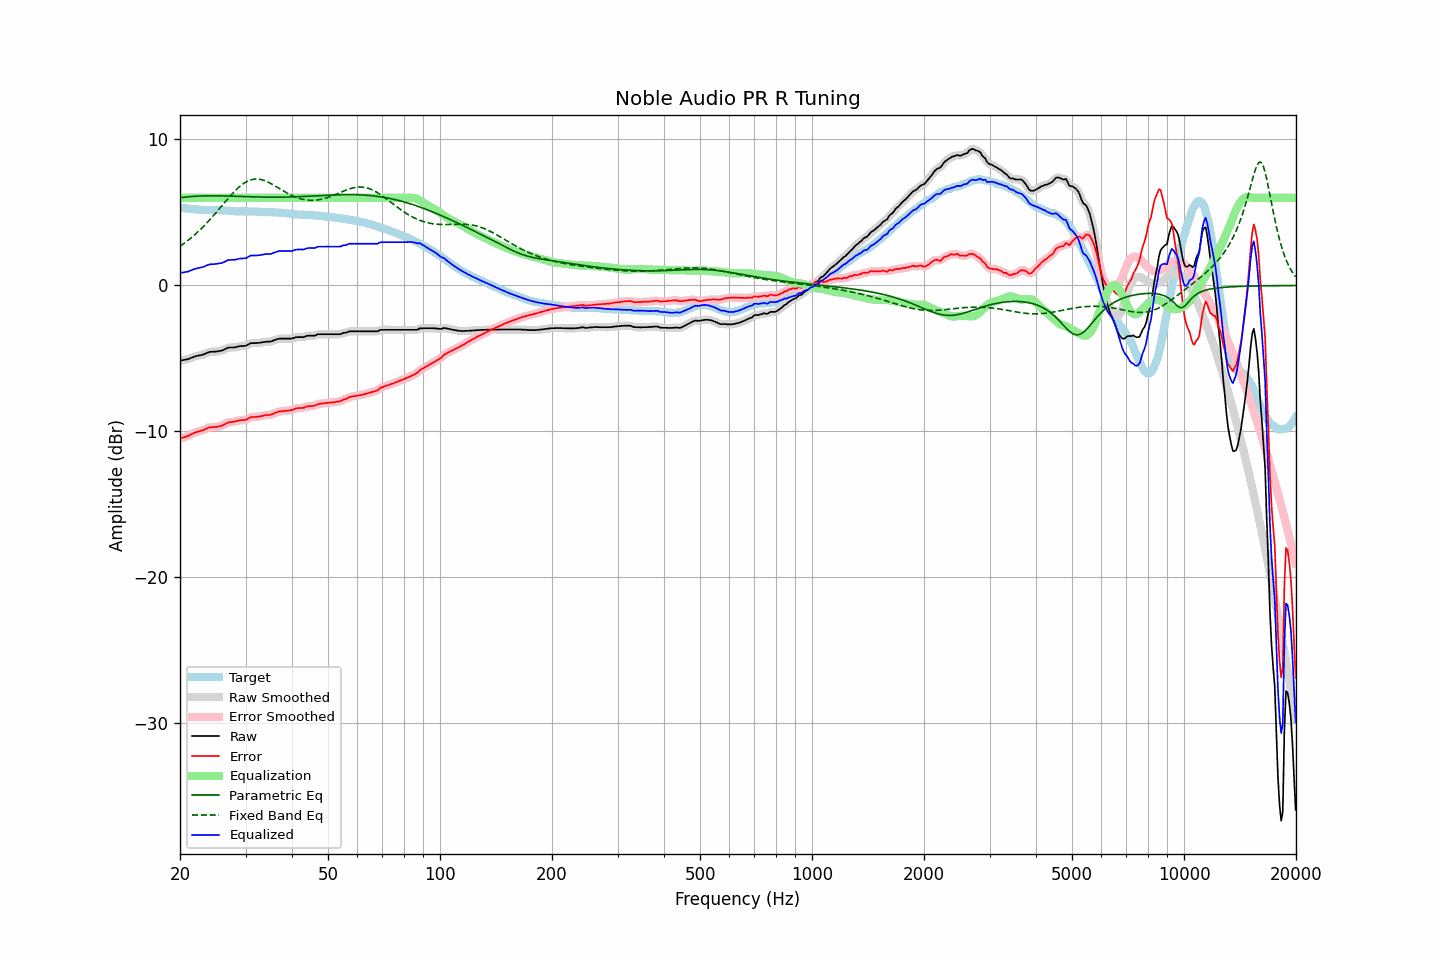 Noble Audio PR R Tuning
10
0
−10
−20
−30
Amplitude (dBr)
Target
Raw Smoothed
Error Smoothed
Raw
Error
Equalization
Parametric Eq
Fixed Band Eq
Equalized
20 50 100 200 500 1000 2000 5000 10000 20000
Frequency (Hz)